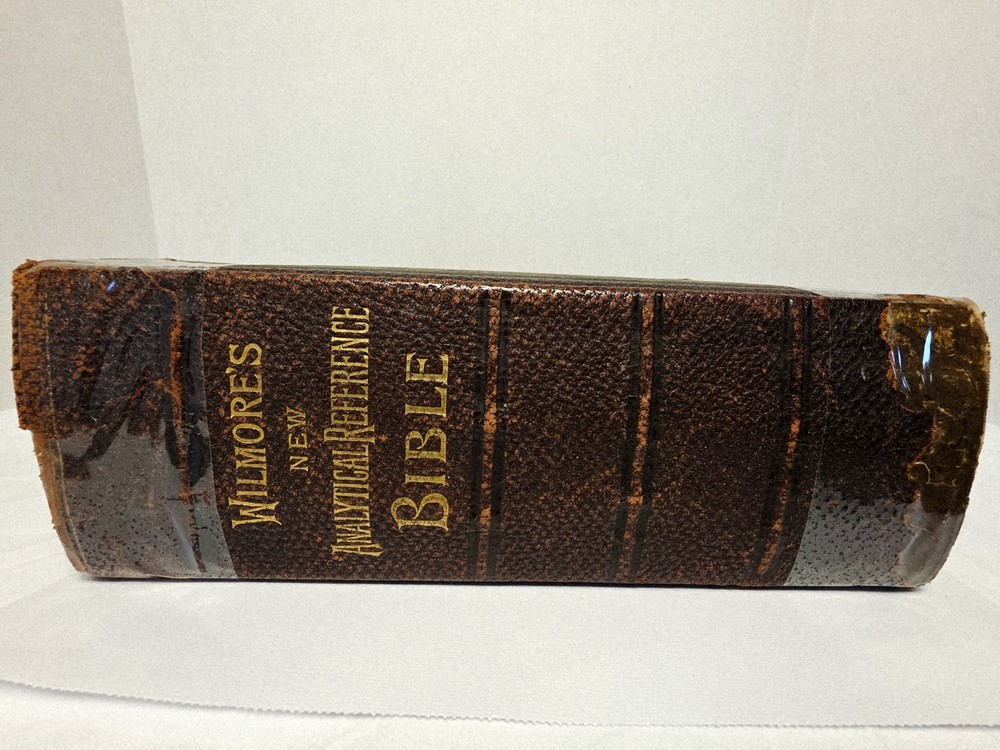 WILMORE'S
NEW
ANALYTICAL REFERENCE
BIBLE